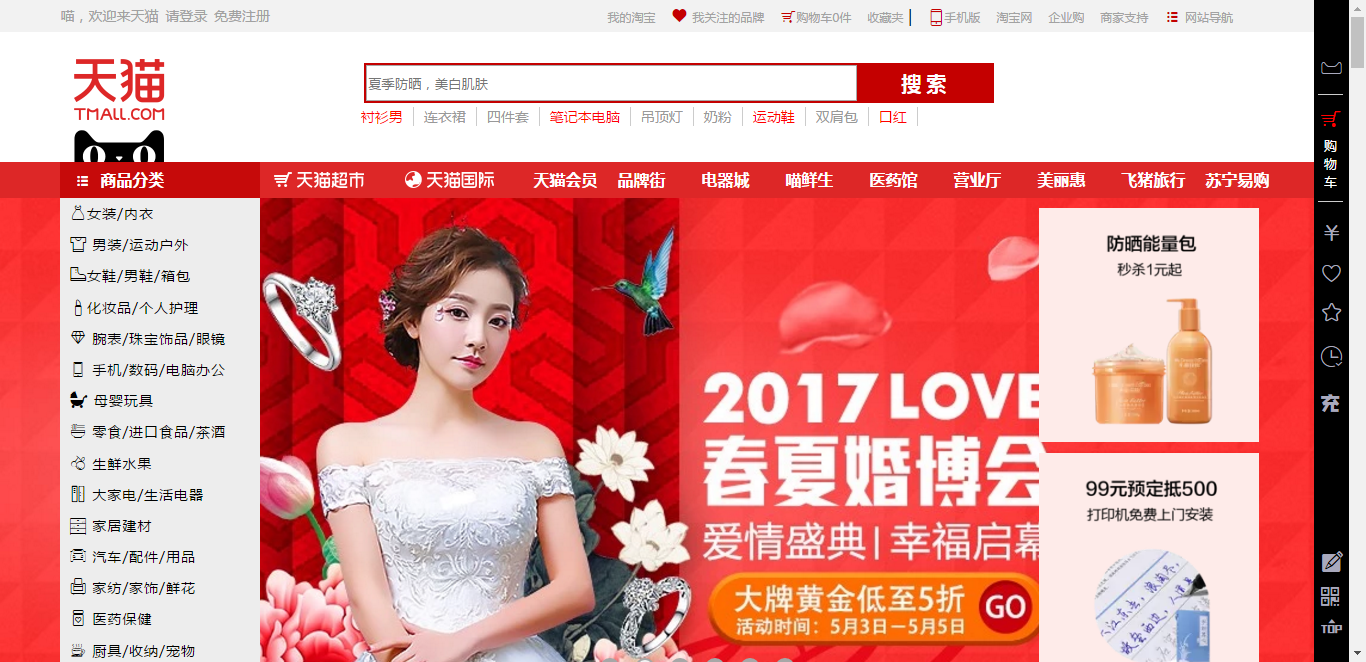 喵，欢迎来天猫 请登录 免费注册
我的淘宝 我关注的品牌 购物车0件 收藏夹 手机版 淘宝网 企业购 商家支持 网站导航
天猫
TMALL.COM
夏季防晒，美白肌肤
搜索
衬衫男 连衣裙 四件套 笔记本电脑 吊顶灯 奶粉 运动鞋 双肩包 口红
商品分类 天猫超市 天猫国际 天猫会员 品牌街 电器城 喵鲜生 医药馆 营业厅 美丽惠 飞猪旅行 苏宁易购
女装/内衣
男装/运动户外
女鞋/男鞋/箱包
化妆品/个人护理
腕表/珠宝饰品/眼镜
手机/数码/电脑办公
母婴玩具
零食/进口食品/茶酒
生鲜水果
大家电/生活电器
家居建材
汽车/配件/用品
家纺/家饰/鲜花
医药保健
厨具/收纳/宠物
2017 LOVE
春夏婚博会
爱情盛典|幸福启幕
大牌黄金低至5折
活动时间：5月3日-5月5日
GO
防晒能量包
秒杀1元起
99元预定抵500
打印机免费上门安装
购
物
车
¥
充
TOP